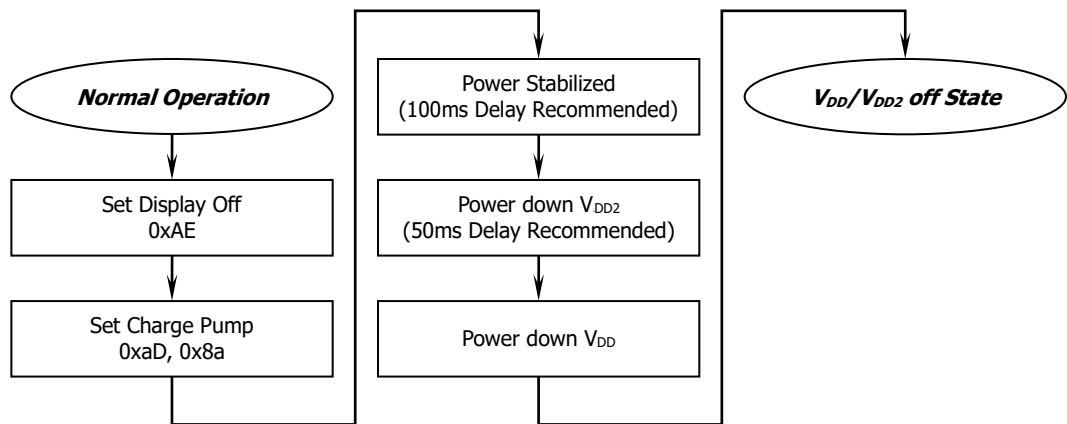 Normal Operation
Set Display Off
0xAE
Set Charge Pump
0xaD, 0x8a
Power Stabilized
(100ms Delay Recommended)
Power down VDD2
(50ms Delay Recommended)
Power down VDD
VDD/VDD2 off State